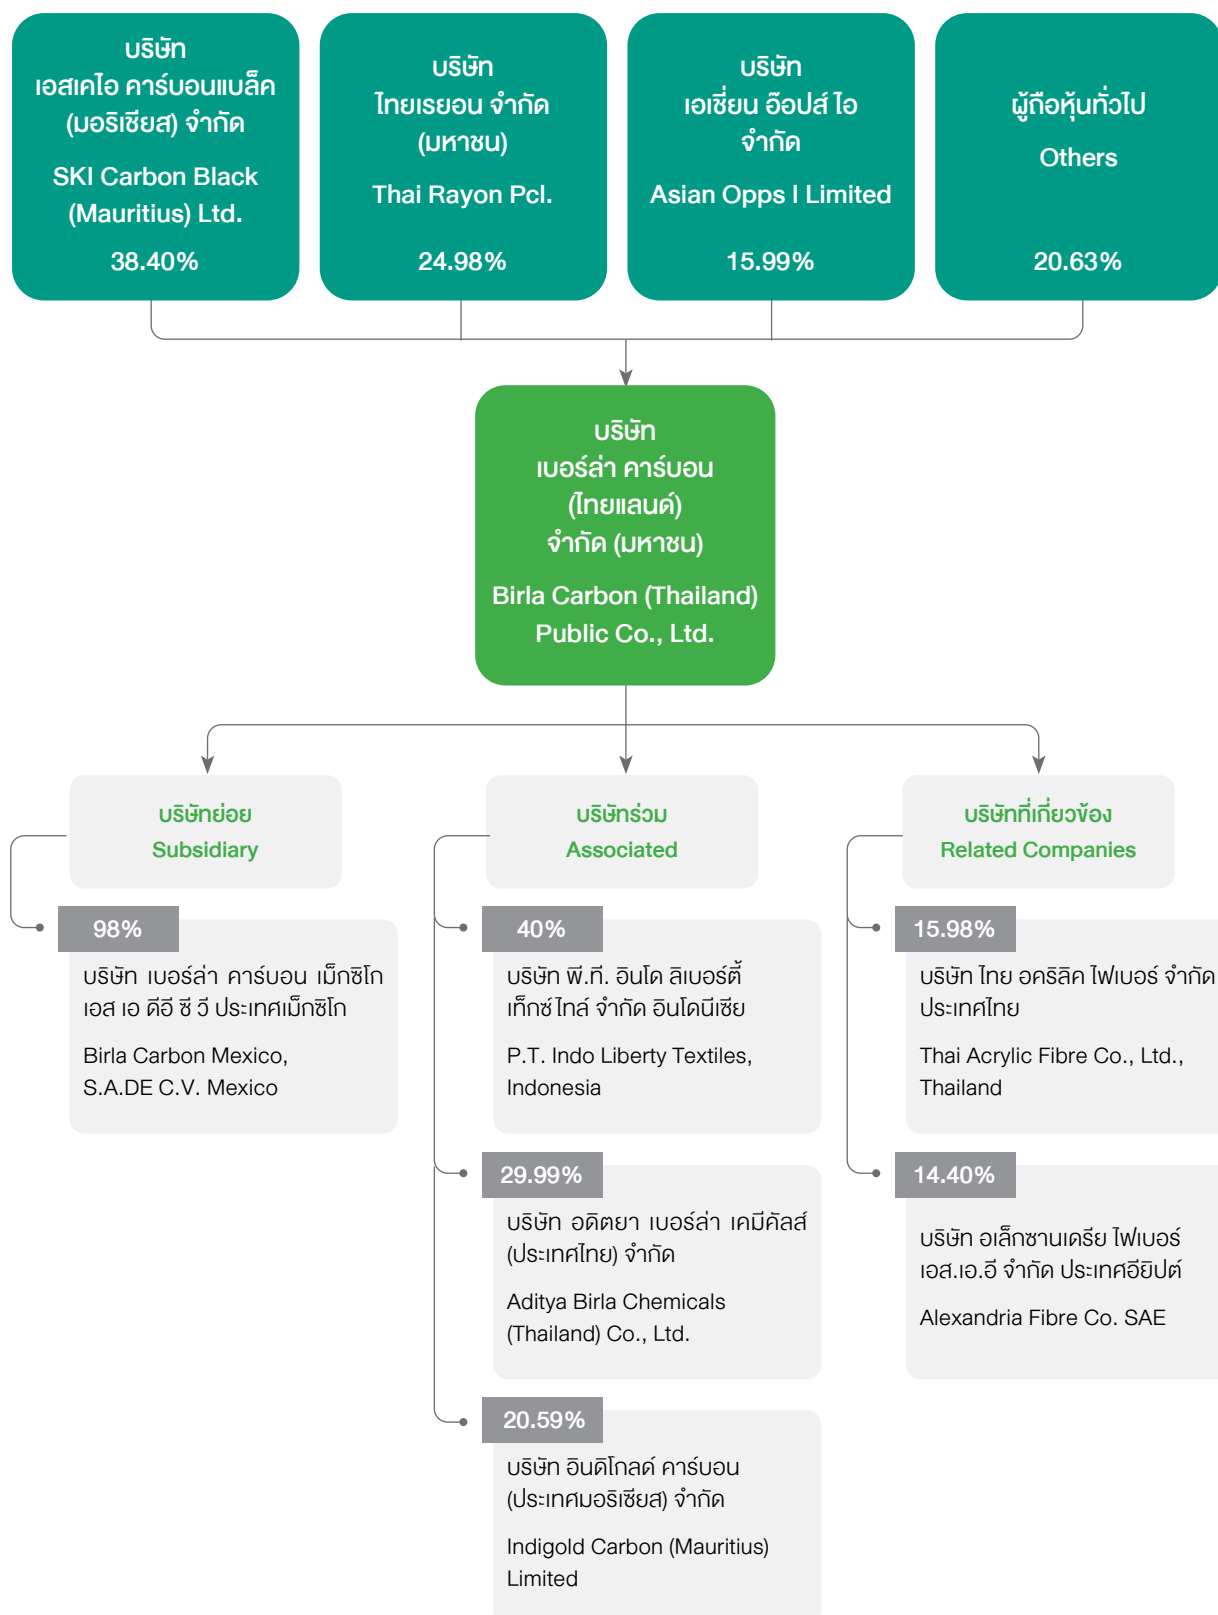 บริษัท
เอสเคไอ คาร์บอนแบล็ค
(มอริเชียส) จำกัด
SKI Carbon Black
(Mauritius) Ltd.
38.40%
บริษัท
ไทยเรยอน จำกัด
(มหาชน)
Thai Rayon Pcl.
24.98%
บริษัท
เอเชี่ยน อ๊อปส์ ไอ
จำกัด
Asian Opps I Limited
15.99%
ผู้ถือหุ้นทั่วไป
Others
20.63%
บริษัท
เบอร์ล่า คาร์บอน
(ไทยแลนด์)
จำกัด (มหาชน)
Birla Carbon (Thailand)
Public Co., Ltd.
บริษัทย่อย
Subsidiary
98%
บริษัท เบอร์ล่า คาร์บอน เม็กซิโก
เอส เอ ดีอี ซี วี ประเทศเม็กซิโก
Birla Carbon Mexico,
S.A.DE C.V. Mexico
บริษัทร่วม
Associated
40%
บริษัท พี.ที. อินโด ลิเบอร์ตี้
เท็กซ์ไทล์ จำกัด อินโดนีเซีย
P.T. Indo Liberty Textiles,
Indonesia
29.99%
บริษัท อดิตยา เบอร์ล่า เคมีคัลส์
(ประเทศไทย) จำกัด
Aditya Birla Chemicals
(Thailand) Co., Ltd.
20.59%
บริษัท อินดิโกลด์ คาร์บอน
(ประเทศมอริเซียส) จำกัด
Indigold Carbon (Mauritius)
Limited
บริษัทที่เกี่ยวข้อง
Related Companies
15.98%
บริษัท ไทย อคริลิค ไฟเบอร์ จำกัด
ประเทศไทย
Thai Acrylic Fibre Co., Ltd.,
Thailand
14.40%
บริษัท อเล็กซานเดรีย ไฟเบอร์
เอส.เอ.อี จำกัด ประเทศอียิปต์
Alexandria Fibre Co. SAE